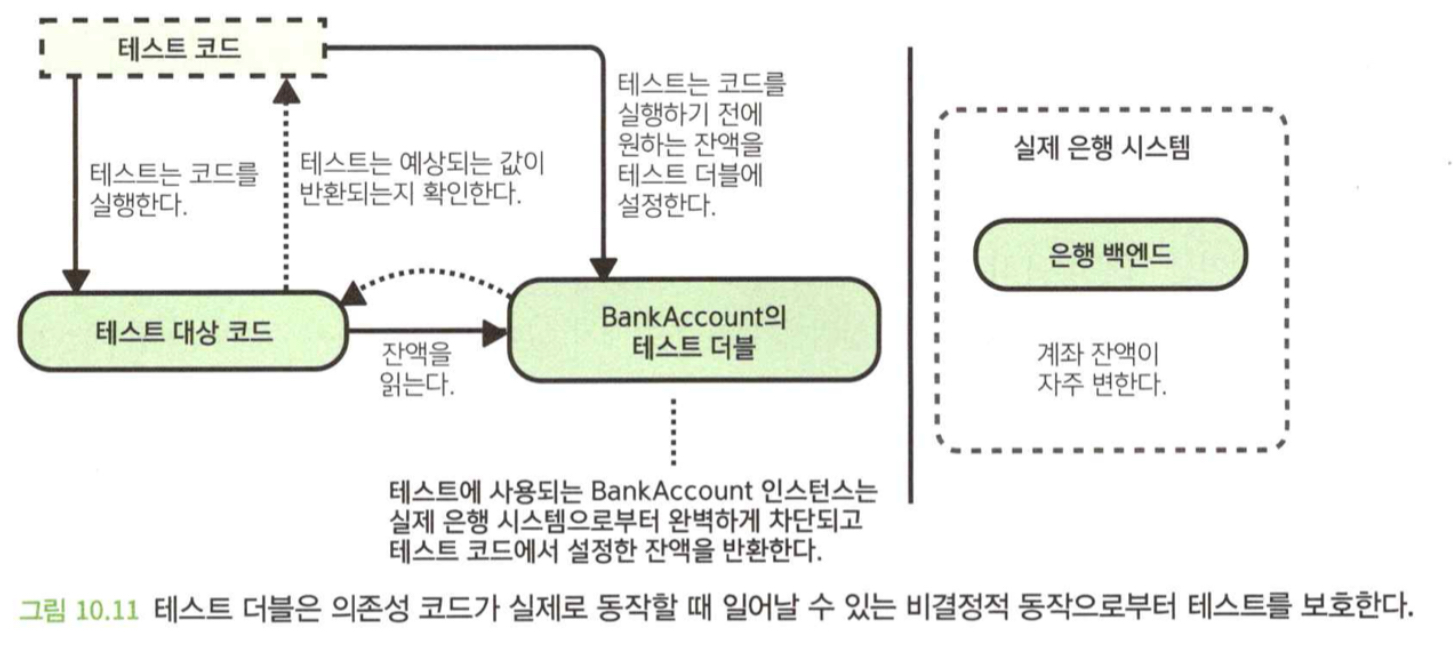 테스트 코드
테스트는 코드를
실행하기 전에
원하는 잔액을
테스트 더블에
설정한다.
테스트는 코드를
실행한다.
테스트는 예상되는 값이
반환되는지 확인한다.
테스트 대상 코드
잔액을
읽는다.
BankAccount의
테스트 더블
테스트에 사용되는 BankAccount 인스턴스는
실제 은행 시스템으로부터 완벽하게 차단되고
테스트 코드에서 설정한 잔액을 반환한다.
실제 은행 시스템
은행 백엔드
계좌 잔액이
자주 변한다.
그림 10.11 테스트 더블은 의존성 코드가 실제로 동작할 때 일어날 수 있는 비결정적 동작으로부터 테스트를 보호한다.